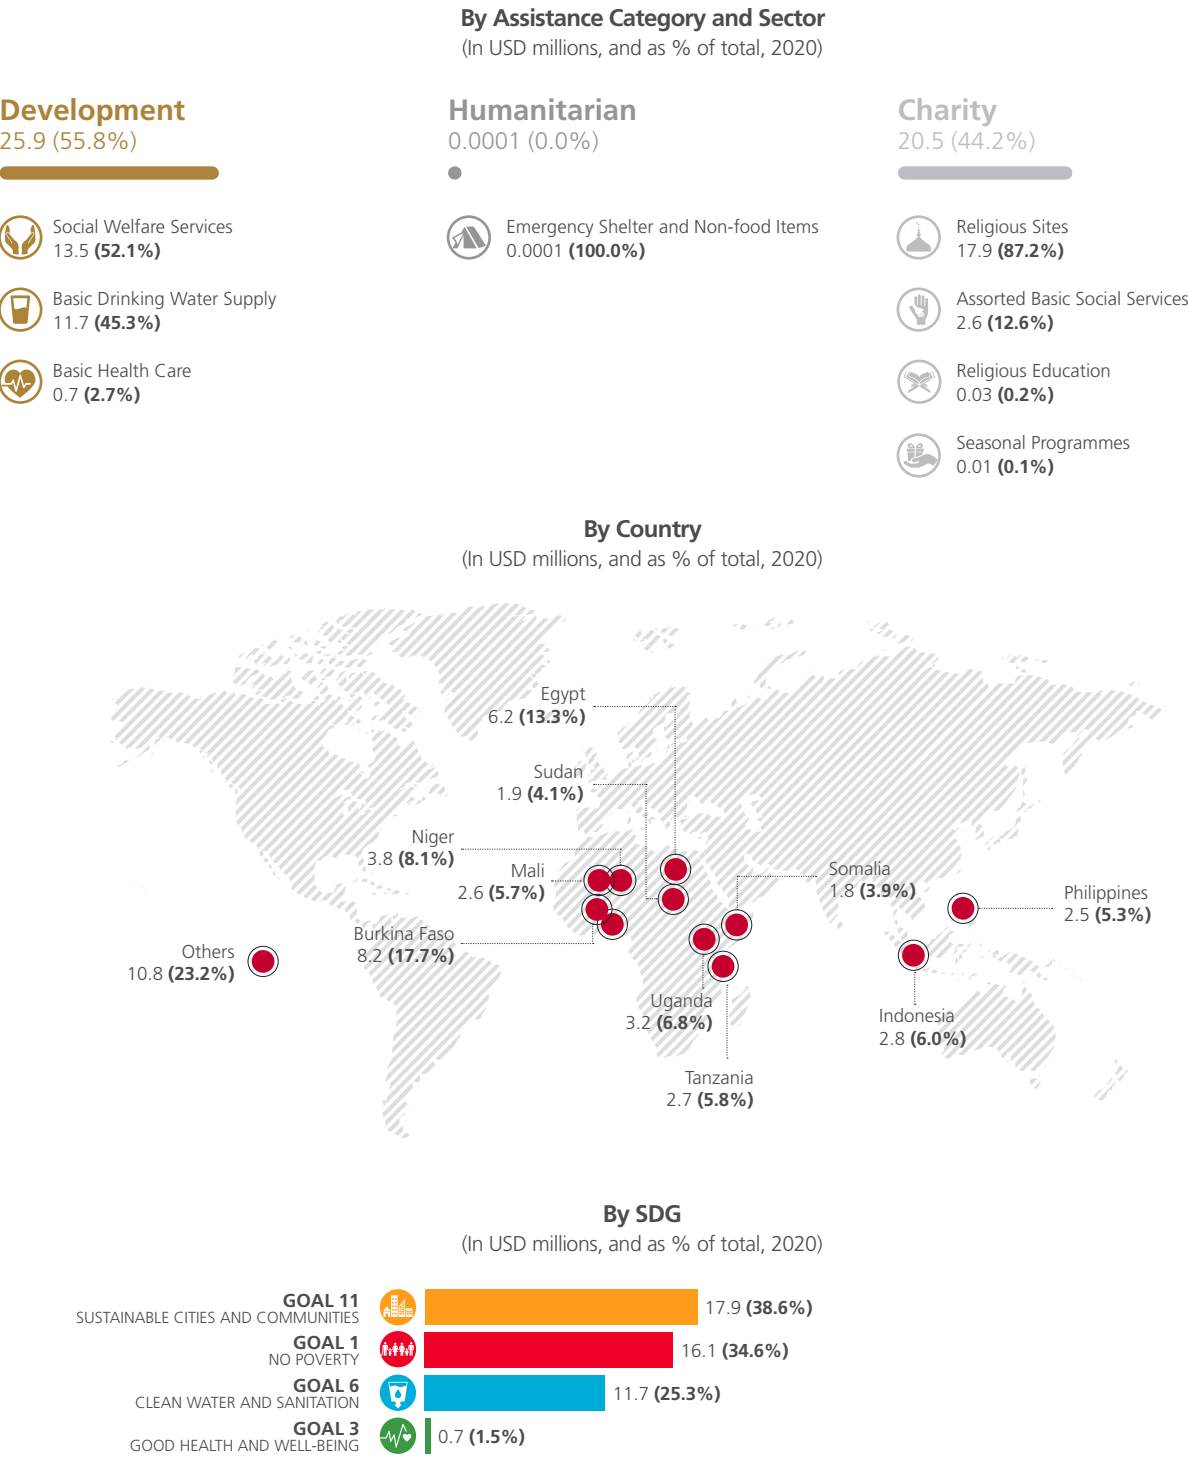 By Assistance Category and Sector
(In USD millions, and as % of total, 2020)
Development
25.9 (55.8%)
Social Welfare Services
13.5 (52.1%)
Basic Drinking Water Supply
11.7 (45.3%)
Basic Health Care
0.7 (2.7%)
Humanitarian
0.0001 (0.0%)
Emergency Shelter and Non-food Items
0.0001 (100.0%)
Charity
20.5 (44.2%)
Religious Sites
17.9 (87.2%)
Assorted Basic Social Services
2.6 (12.6%)
Religious Education
0.03 (0.2%)
Seasonal Programmes
0.01 (0.1%)
By Country
(In USD millions, and as % of total, 2020)
Egypt
6.2 (13.3%)
Sudan
1.9 (4.1%)
Niger
3.8 (8.1%)
Mali
2.6 (5.7%)
Somalia
1.8 (3.9%)
Philippines
2.5 (5.3%)
Burkina Faso
8.2 (17.7%)
Others
10.8 (23.2%)
Uganda
3.2 (6.8%)
Indonesia
2.8 (6.0%)
Tanzania
2.7 (5.8%)
By SDG
(In USD millions, and as % of total, 2020)
GOAL 11
SUSTAINABLE CITIES AND COMMUNITIES
17.9 (38.6%)
GOAL 1
NO POVERTY
16.1 (34.6%)
GOAL 6
CLEAN WATER AND SANITATION
11.7 (25.3%)
GOAL 3
GOOD HEALTH AND WELL-BEING
0.7 (1.5%)